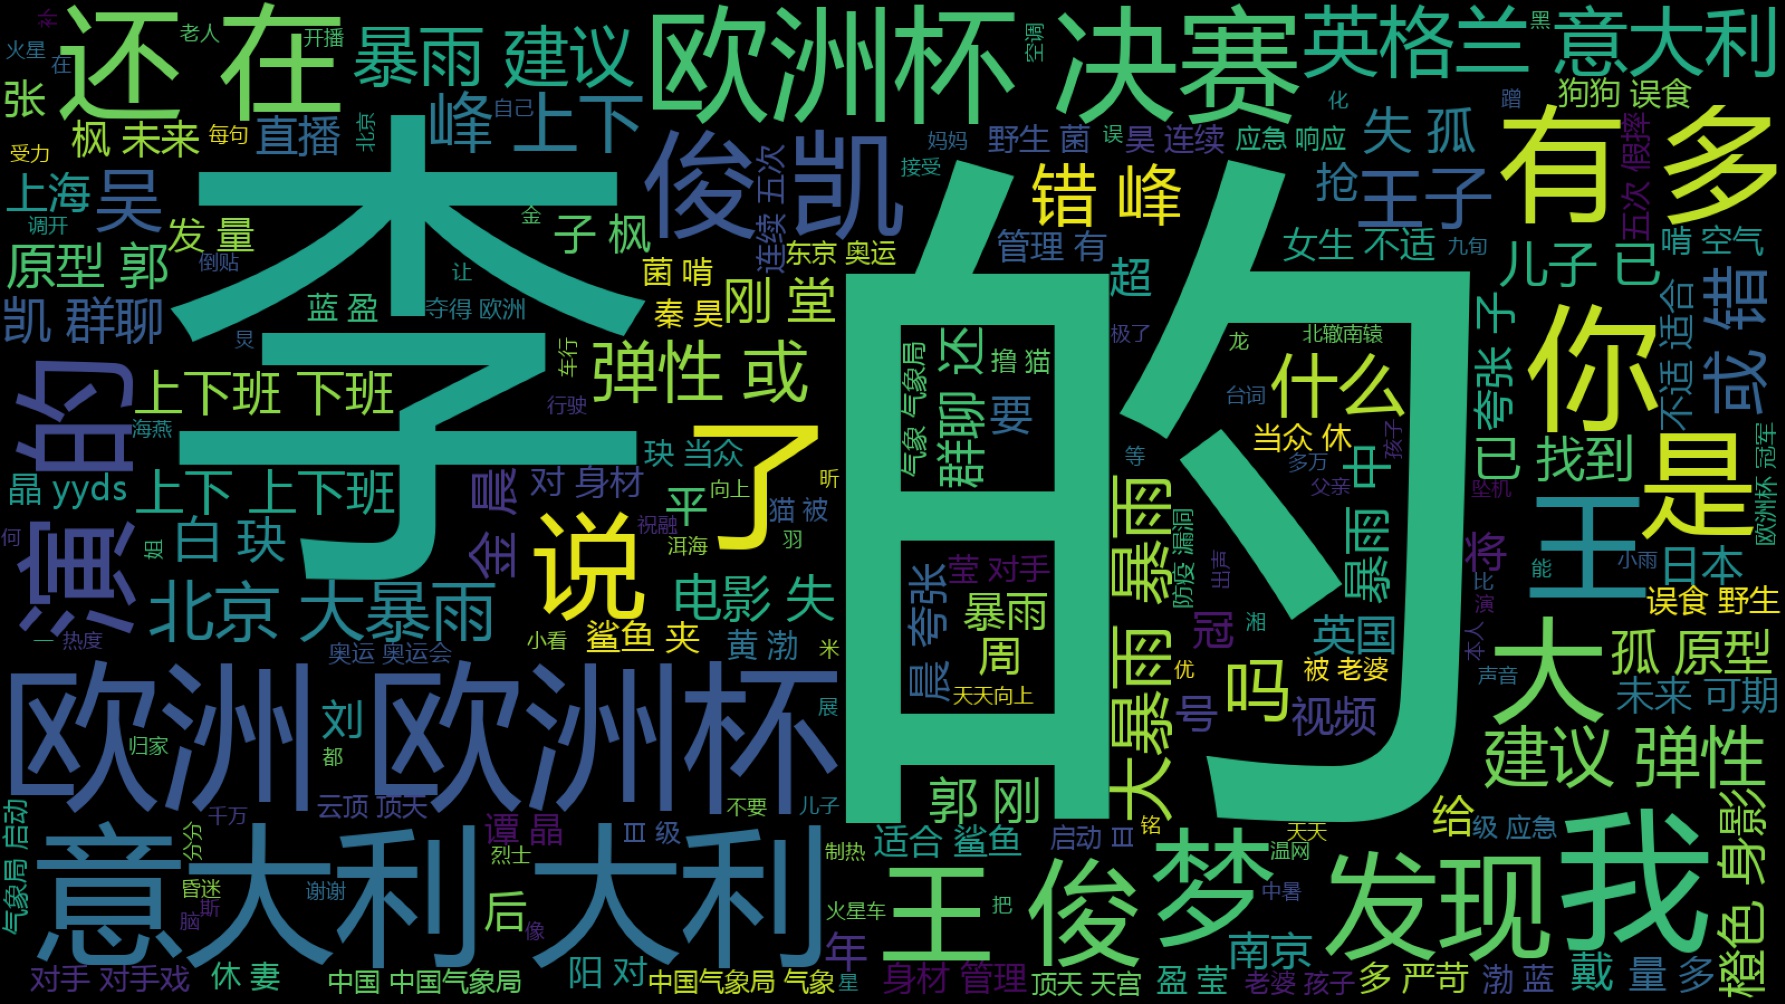 补
火星
在
老人
还 在
开播
暴雨 建议
欧洲杯 决赛
空调
英格兰 意大利
黑
张
枫 未来
每句
直播
北京
峰 上下
自己
狗狗 误食
受力
上海
吴
李
俊凯
妈妈
野生 菌
误
昊 连续
应急 响应
化
蹭
失 孤
有 多
五次 假摔
接受
错 峰
抢
王子
调开
发 量
金
子 枫
连续 五次
东京 奥运
管理 有
女生 不适
九旬
儿子 已
啃 空气
原型 郭
倒贴
让
菌 啃
的
超
凯 群聊
蓝 盈
夺得 欧洲
秦 昊
刚 堂
极了
龙
北辙南辕
夸张 子
你
不适 适合
或 错
炅
车行
弹性 或
气象 气象局
群聊 还
撸 猫
要
什么
演 的
上下班 下班
行驶
台词
海燕
了
当众 休
孩子
晶 yyds
上下 上下班
晨
金
对 身材
玦 当众
等
多万
暴雨 中
已 找到
是
欧洲杯 冠军
平
向上
昕
父亲
坠机
何
姐
白 玦
说
祝融
洱海
猫 被
羽
大暴雨 暴雨
防疫 漏洞
将
王
小雨
日本
能
北京 大暴雨
电影 失
晨 夸张
莹 对手
暴雨
周
天天向上
出声
比
演
误食 野生
一
热度
小看
鲨鱼 夹
黄 渤
米
冠
湘
英国
本人
大
孤 原型
奥运 奥运会
优
被 老婆
声音
未来 可期
欧洲 欧洲杯
刘
展
号
吗
视频
归家
都
建议 弹性
郭 刚
气象局 启动
千万
云顶 顶天
不要
儿子
谭 晶
Ⅲ 级
铭
天天
给
级 应急
橙色 身影
意大利 大利
分分
烈士
制热
适合 鲨鱼
启动 Ⅲ
温网
昏迷
谢谢
脑
斯
后
像
王 俊
梦
中暑
发现
我
火星车
把
年
南京
对手 对手戏
休 妻
中国 中国气象局
阳 对
中国气象局 气象
星
身材 管理
顶天 天宫
盈 莹
老婆 孩子
多 严苛
渤 蓝
戴
量 多